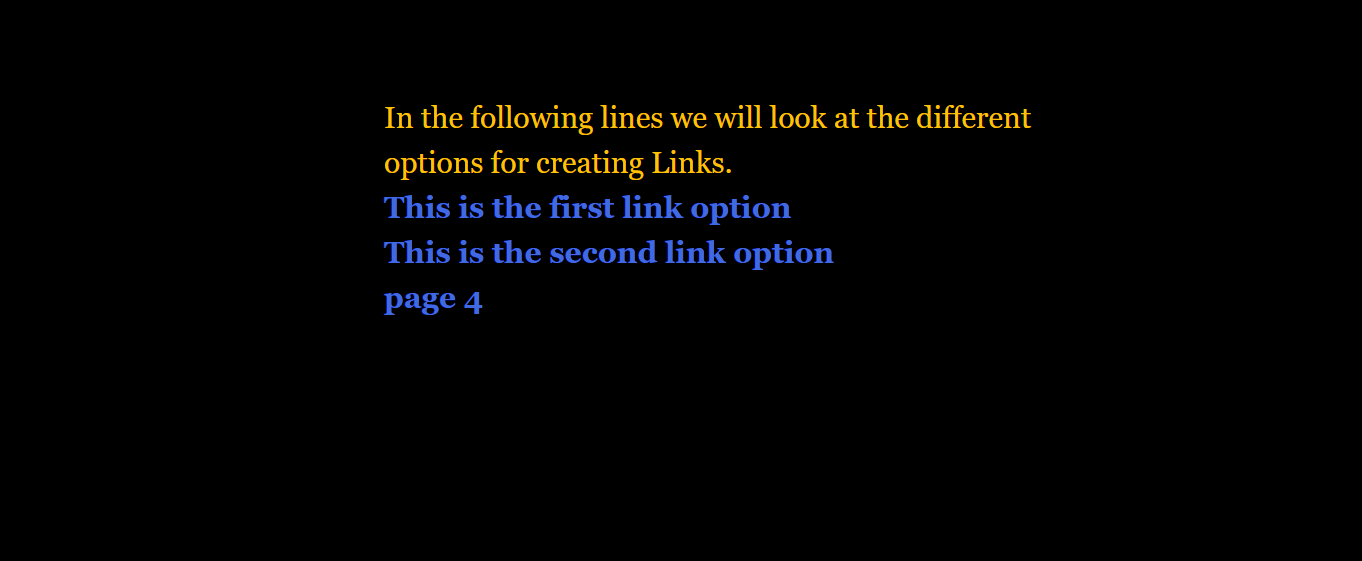 In the following lines we will look at the different
options for creating Links.
This is the first link option
This is the second link option
page 4